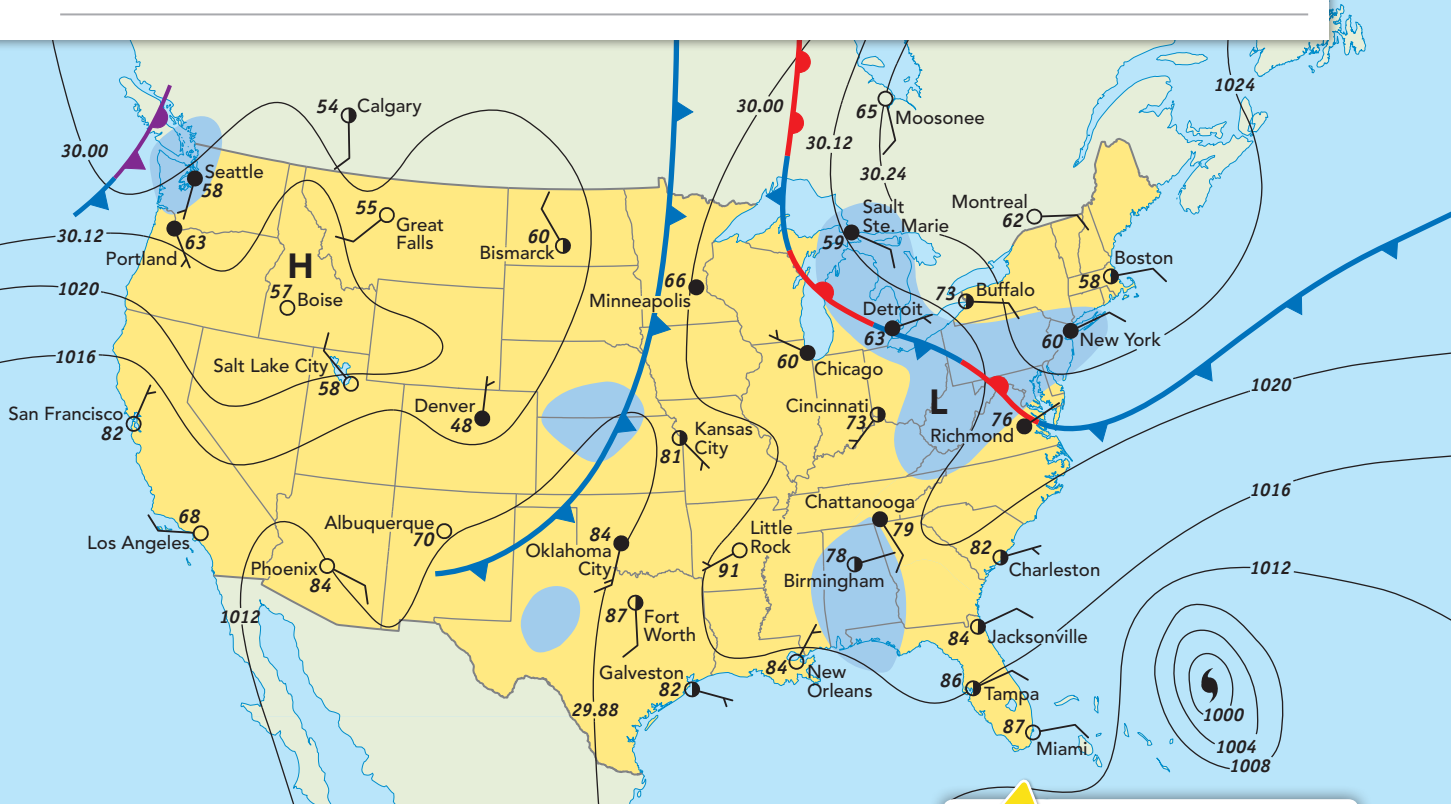 1024
54 Calgary
30.00
65
Moosonee
30.12
30.00
30.24
Seattle
58
Montreal
62
Sault
Ste. Marie
59
55
Great
Falls
30.12
63
Portland
60
Bismarck
H
57
Boise
Boston
58
1020
66
Minneapolis
73
Buffalo
Detroit
63
60
New York
1016
Salt Lake City
58
60
Chicago
1020
San Francisco
82
Denver
48
Cincinnati
73
L
76
Richmond
Kansas
City
81
1016
68
Los Angeles
Albuquerque
70
Chattanooga
79
84
Oklahoma
City
Little
Rock
91
78
Birmingham
82
Charleston
Phoenix
84
1012
1012
87
Fort
Worth
84
Jacksonville
Galveston
82
84
New
Orleans
86
Tampa
29.88
1000
87
Miami
1004
1008